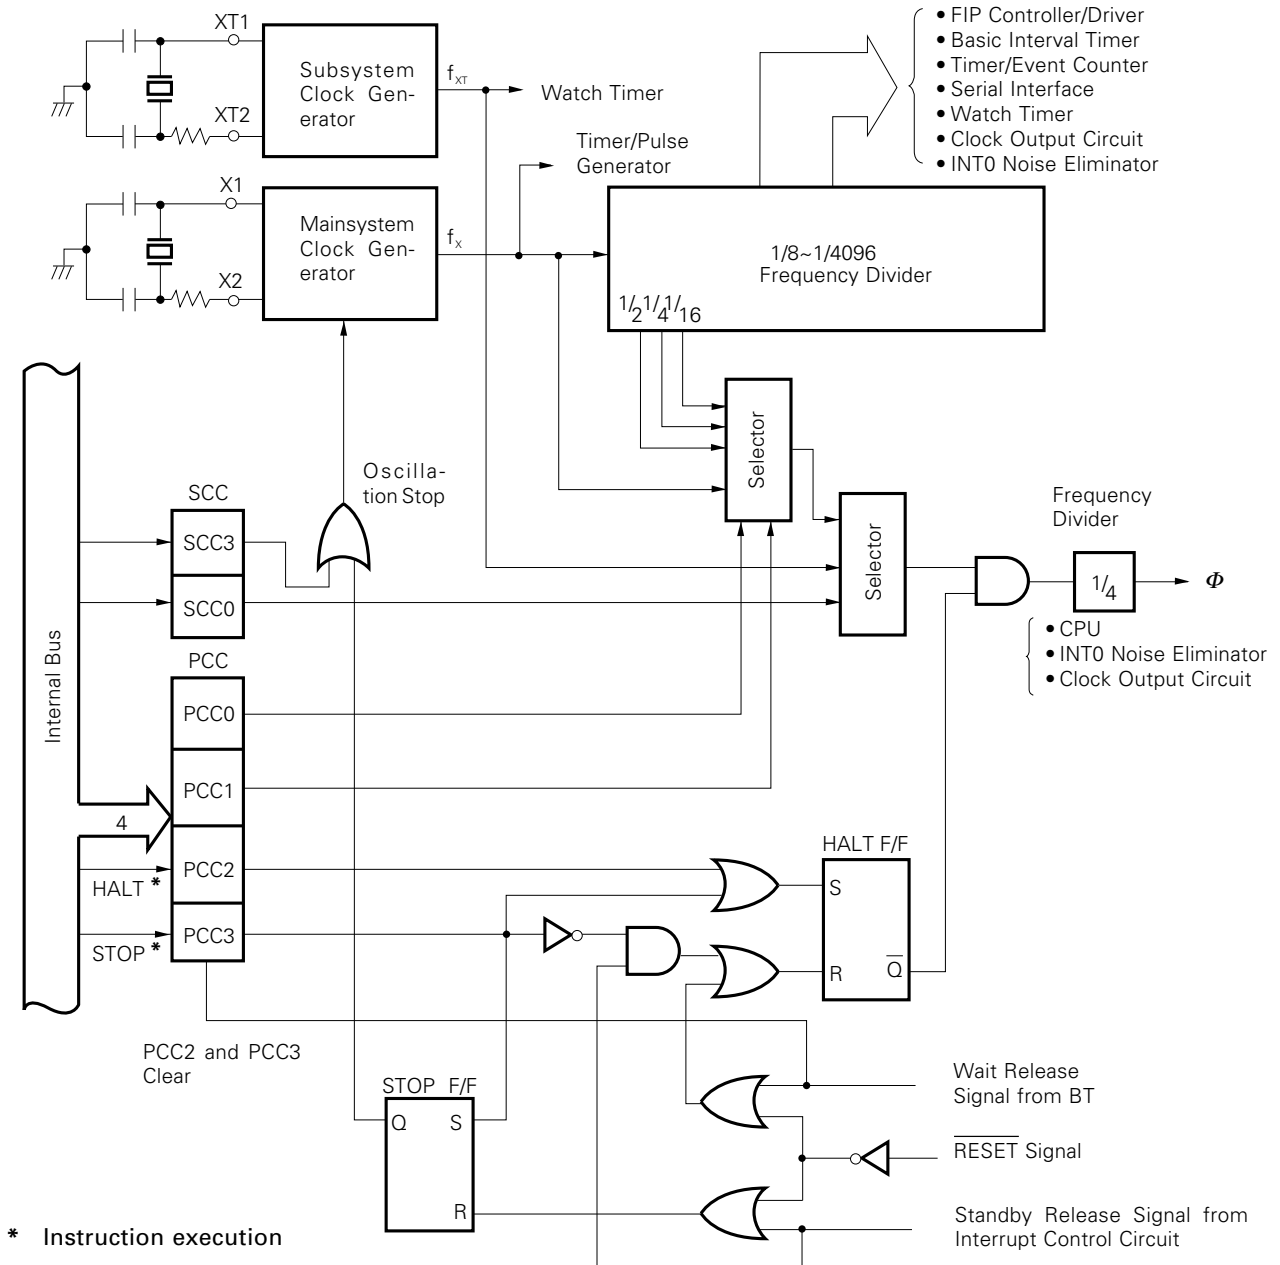 XT1
XT2
Subsystem
Clock Gen-
erator
fXT
Watch Timer
• FIP Controller/Driver
• Basic Interval Timer
• Timer/Event Counter
• Serial Interface
• Watch Timer
• Clock Output Circuit
• INT0 Noise Eliminator
Timer/Pulse
Generator
X1
X2
Mainsystem
Clock Gen-
erator
fX
1/8~1/4096
Frequency Divider
1/2 1/4 1/16
Selector
Oscilla-
tion Stop
Selector
Frequency
Divider
1/4
Φ
• CPU
• INT0 Noise Eliminator
• Clock Output Circuit
Internal Bus
SCC
SCC3
SCC0
PCC
PCC0
PCC1
4
PCC2
HALT *
PCC3
STOP *
HALT F/F
S
R
Q̅
PCC2 and PCC3
Clear
STOP F/F
Q
S
R
Wait Release
Signal from BT
R̅E̅S̅E̅T̅ Signal
Standby Release Signal from
Interrupt Control Circuit
* Instruction execution